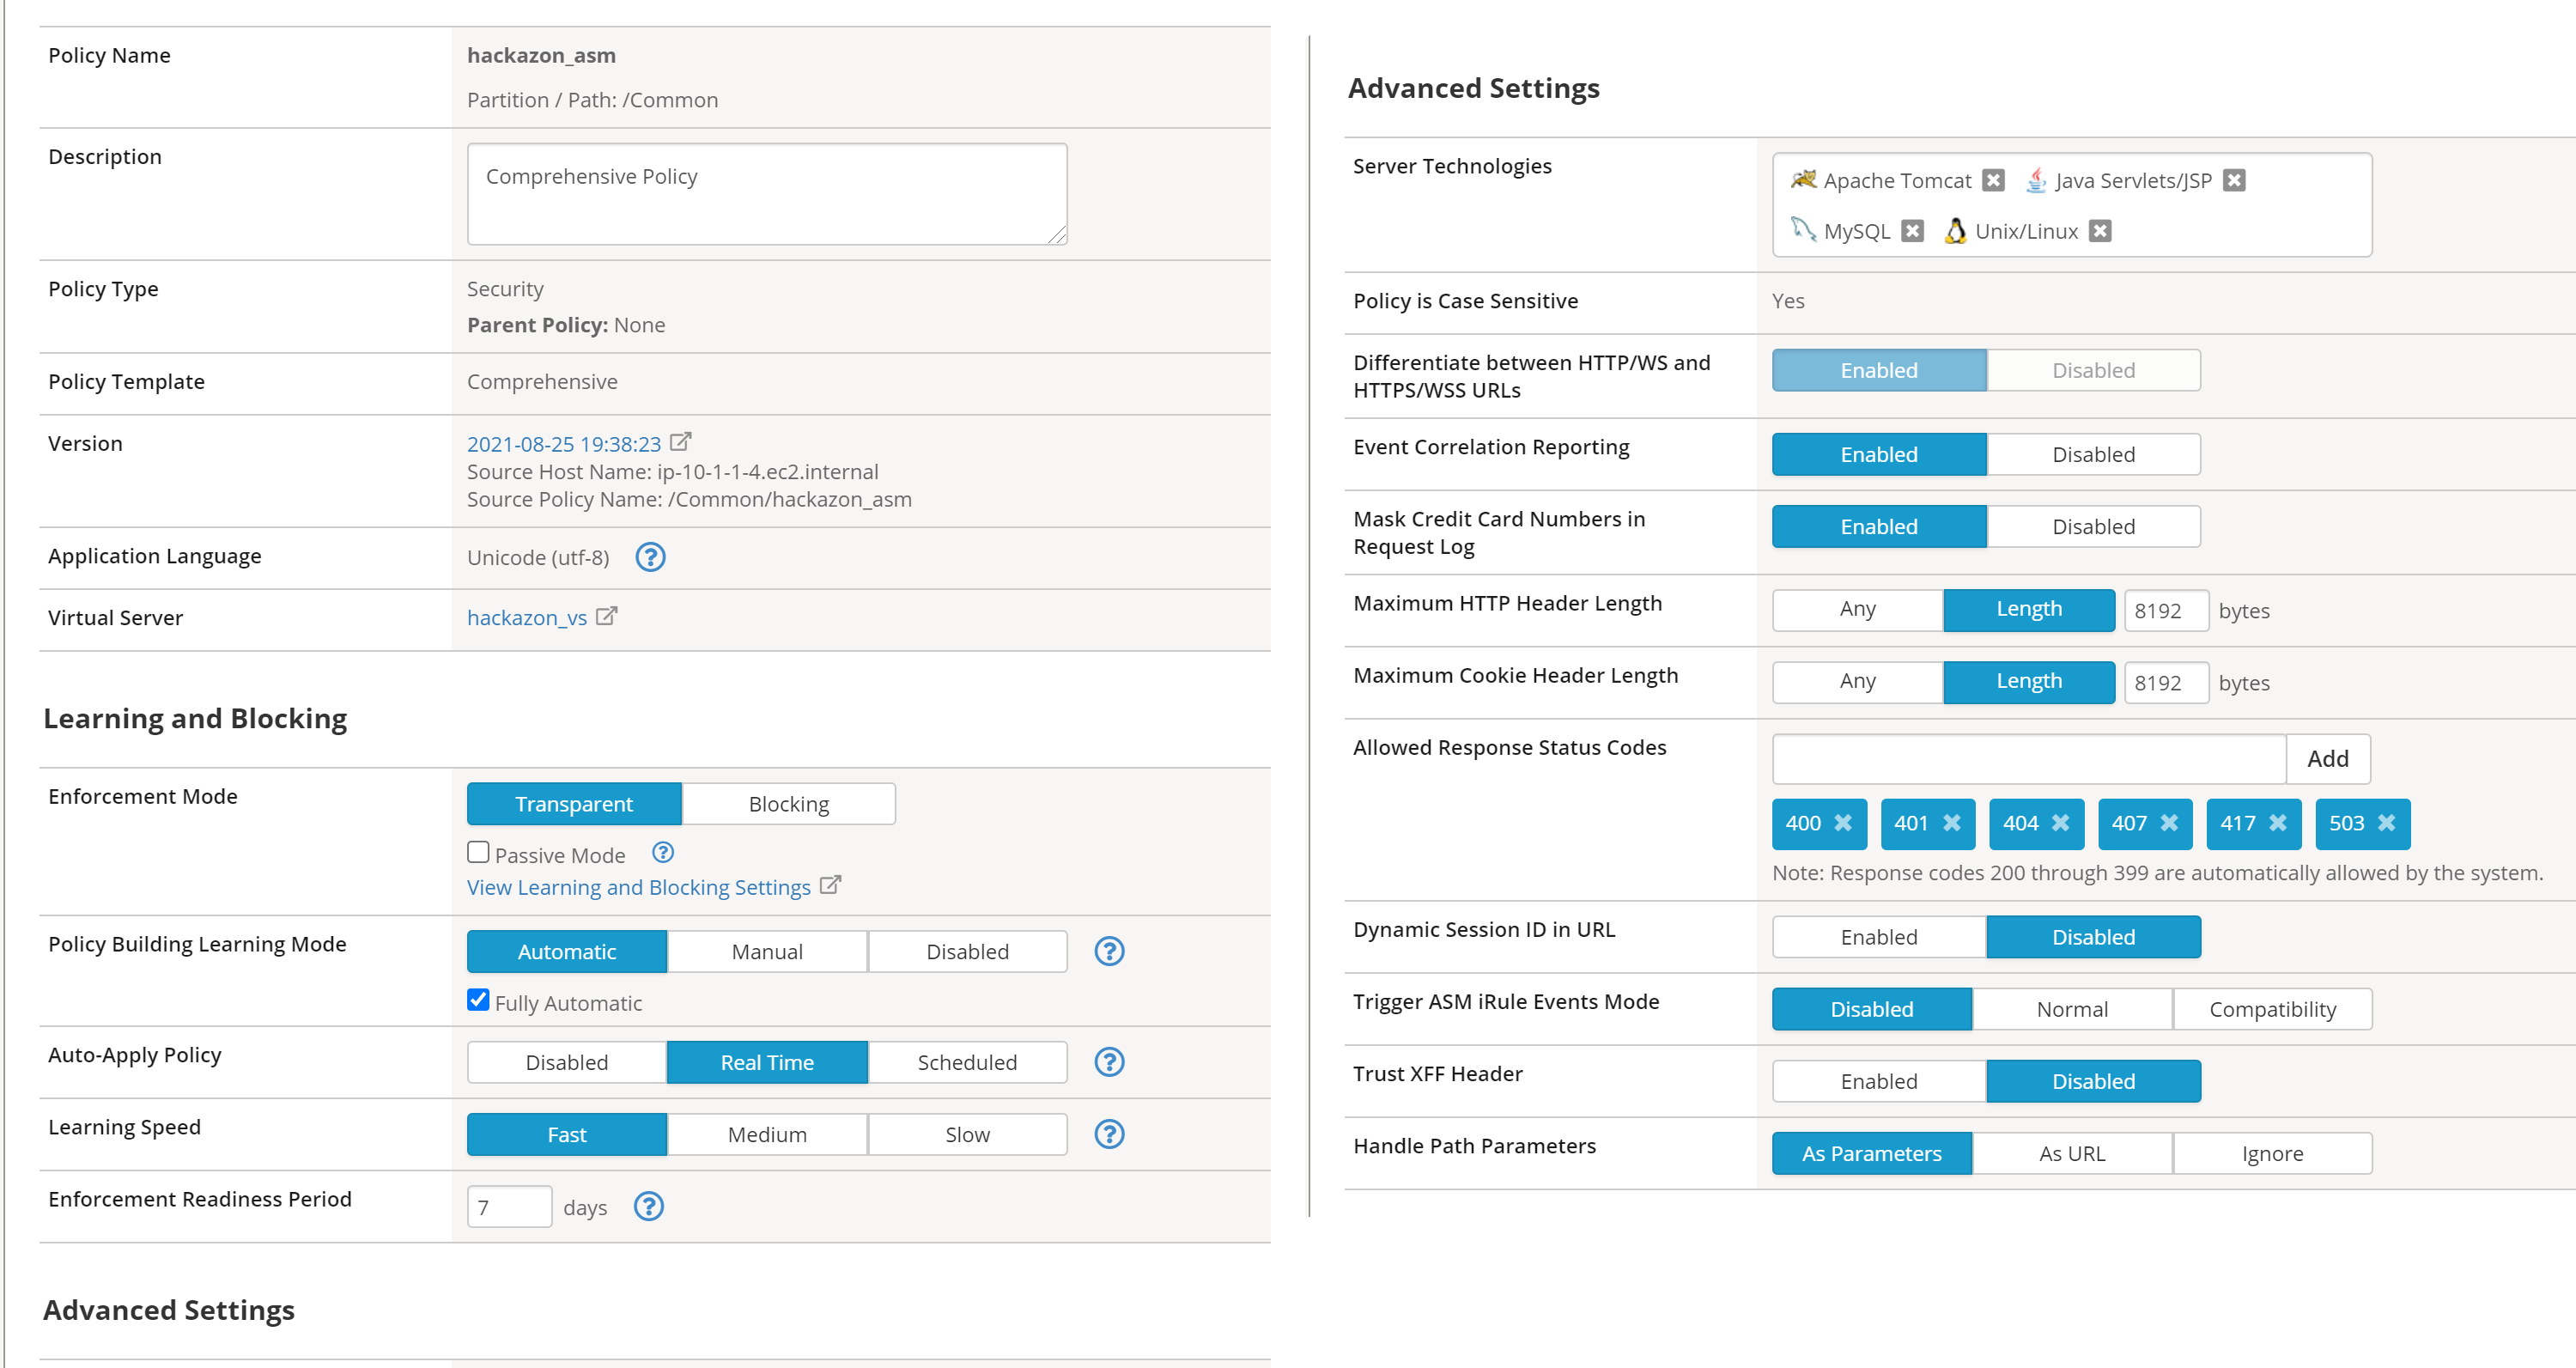 Policy Name
hackazon_asm
Partition / Path: /Common
Description
Comprehensive Policy
Policy Type
Security
Parent Policy: None
Policy Template
Comprehensive
Version
2021-08-25 19:38:23
Source Host Name: ip-10-1-1-4.ec2.internal
Source Policy Name: /Common/hackazon_asm
Application Language
Unicode (utf-8) ?
Virtual Server
hackazon_vs
Learning and Blocking
Enforcement Mode
Transparent Blocking
Passive Mode ?
View Learning and Blocking Settings
Policy Building Learning Mode
Automatic Manual Disabled ?
Fully Automatic
Auto-Apply Policy
Disabled Real Time Scheduled ?
Learning Speed
Fast Medium Slow ?
Enforcement Readiness Period
7 days ?
Advanced Settings
Advanced Settings
Server Technologies
Apache Tomcat Java Servlets/JSP
MySQL Unix/Linux
Policy is Case Sensitive
Yes
Differentiate between HTTP/WS and
HTTPS/WSS URLs
Enabled Disabled
Event Correlation Reporting
Enabled Disabled
Mask Credit Card Numbers in
Request Log
Enabled Disabled
Maximum HTTP Header Length
Any Length 8192 bytes
Maximum Cookie Header Length
Any Length 8192 bytes
Allowed Response Status Codes
Add
400 401 404 407 417 503
Note: Response codes 200 through 399 are automatically allowed by the system.
Dynamic Session ID in URL
Enabled Disabled
Trigger ASM iRule Events Mode
Disabled Normal Compatibility
Trust XFF Header
Enabled Disabled
Handle Path Parameters
As Parameters As URL Ignore